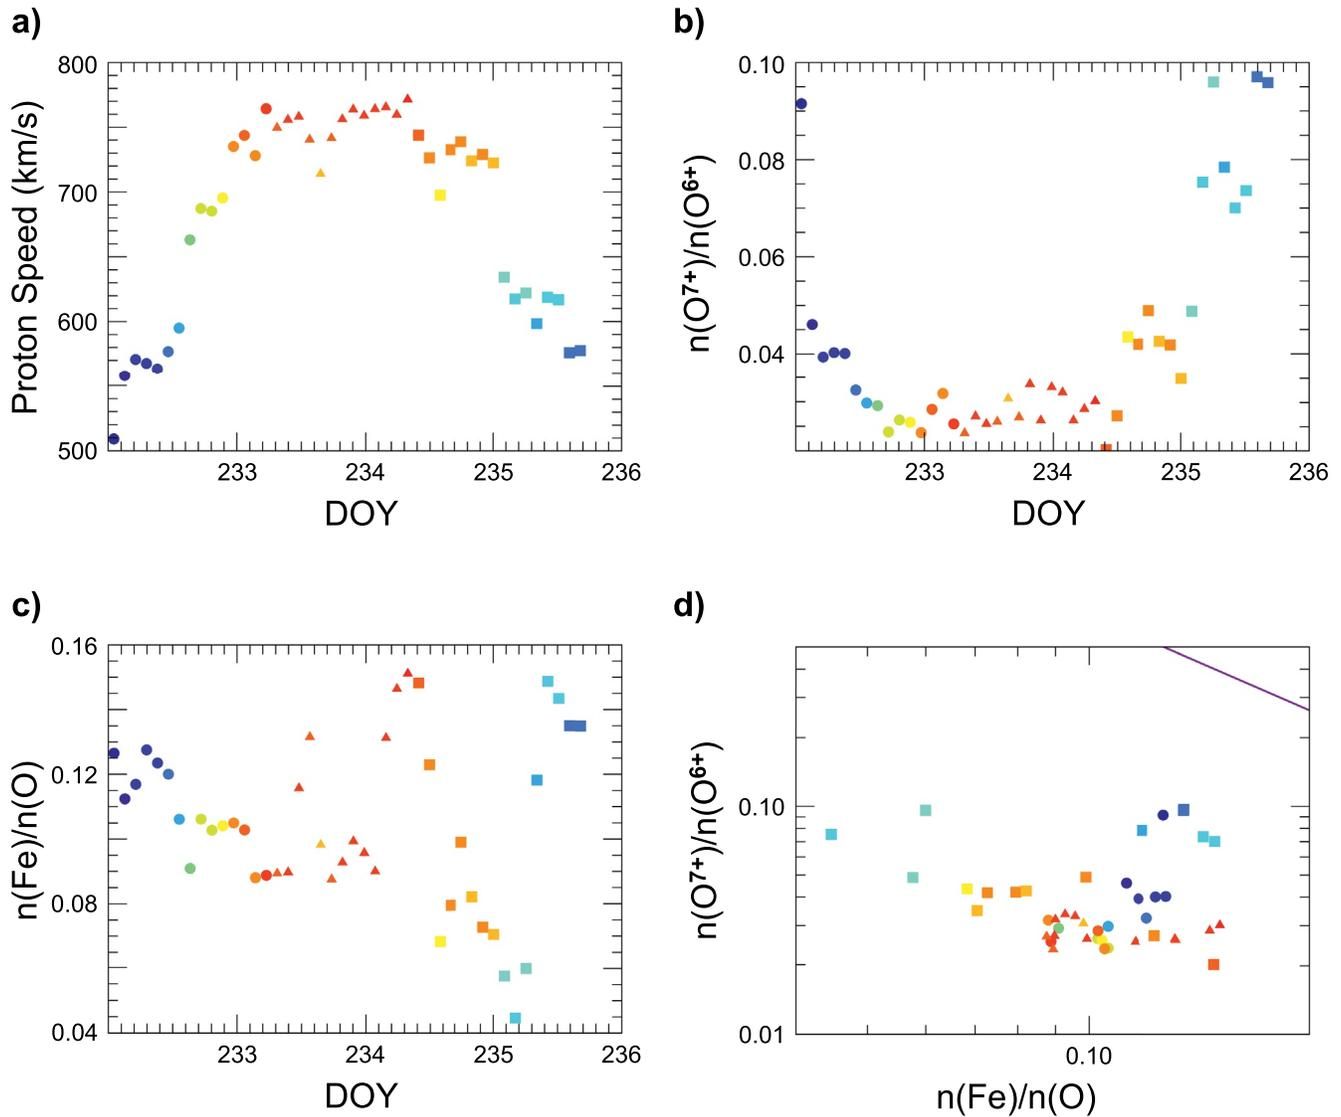 a)
800
700
600
500
Proton Speed (km/s)
233
234
235
236
DOY
b)
0.10
0.08
0.06
0.04
n(O7+)/n(O6+)
233
234
235
236
DOY
c)
0.16
0.12
0.08
0.04
n(Fe)/n(O)
233
234
235
236
DOY
d)
0.10
0.01
n(O7+)/n(O6+)
0.10
n(Fe)/n(O)